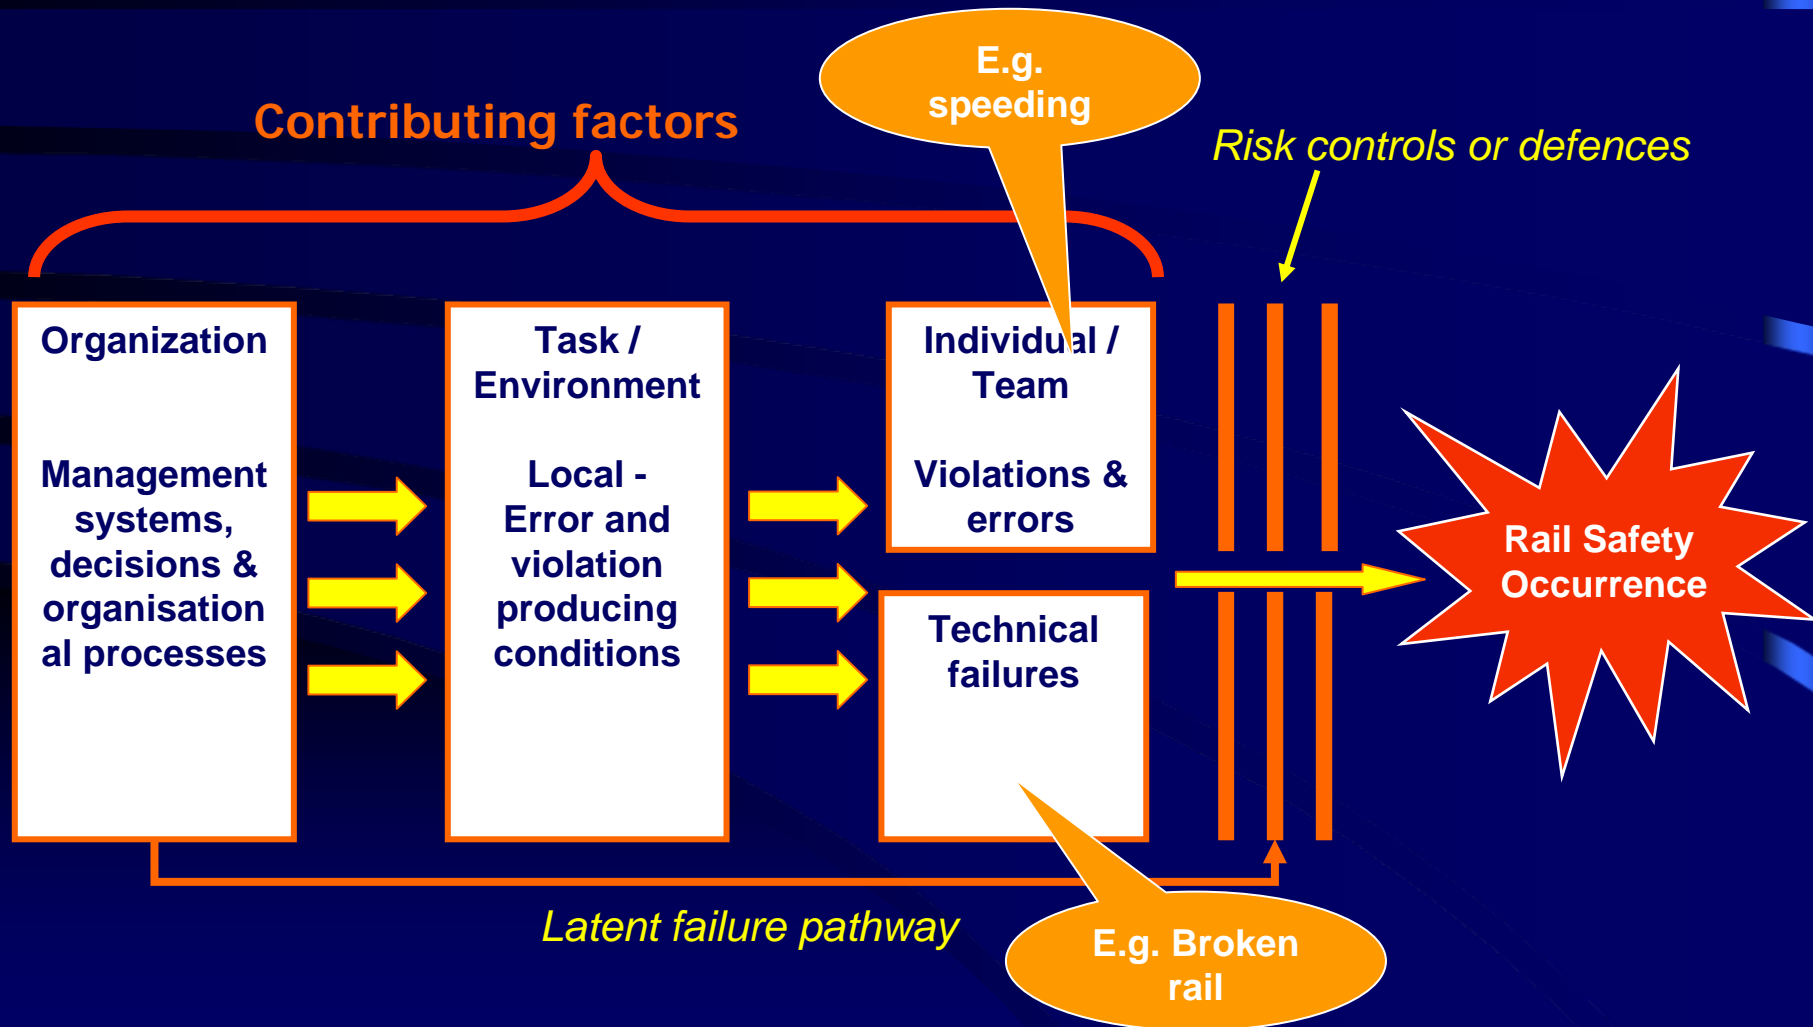 E.g.
speeding
Contributing factors
Risk controls or defences
Organization
Management
systems,
decisions &
organisation
al processes
Task /
Environment
Local -
Error and
violation
producing
conditions
Individual /
Team
Violations &
errors
Technical
failures
Rail Safety
Occurrence
Latent failure pathway
E.g. Broken
rail